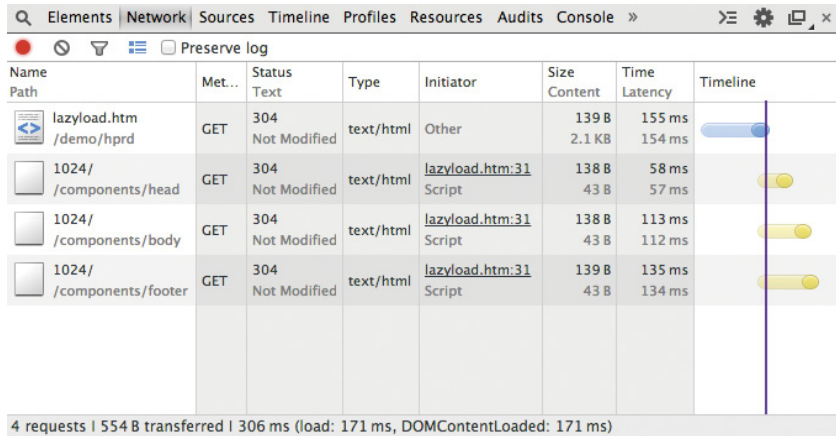 Elements Network Sources Timeline Profiles Resources Audits Console »
Preserve log
Name Met... Status Type Initiator Size Time Timeline
Path Text Content Latency
lazyload.htm GET 304 text/html Other 139 B 155 ms
/demo/hprd Not Modified 2.1 KB 154 ms
1024/ GET 304 text/html lazyload.htm:31 138 B 58 ms
/components/head Not Modified Script 43 B 57 ms
1024/ GET 304 text/html lazyload.htm:31 138 B 113 ms
/components/body Not Modified Script 43 B 112 ms
1024/ GET 304 text/html lazyload.htm:31 139 B 135 ms
/components/footer Not Modified Script 43 B 134 ms
4 requests | 554 B transferred | 306 ms (load: 171 ms, DOMContentLoaded: 171 ms)